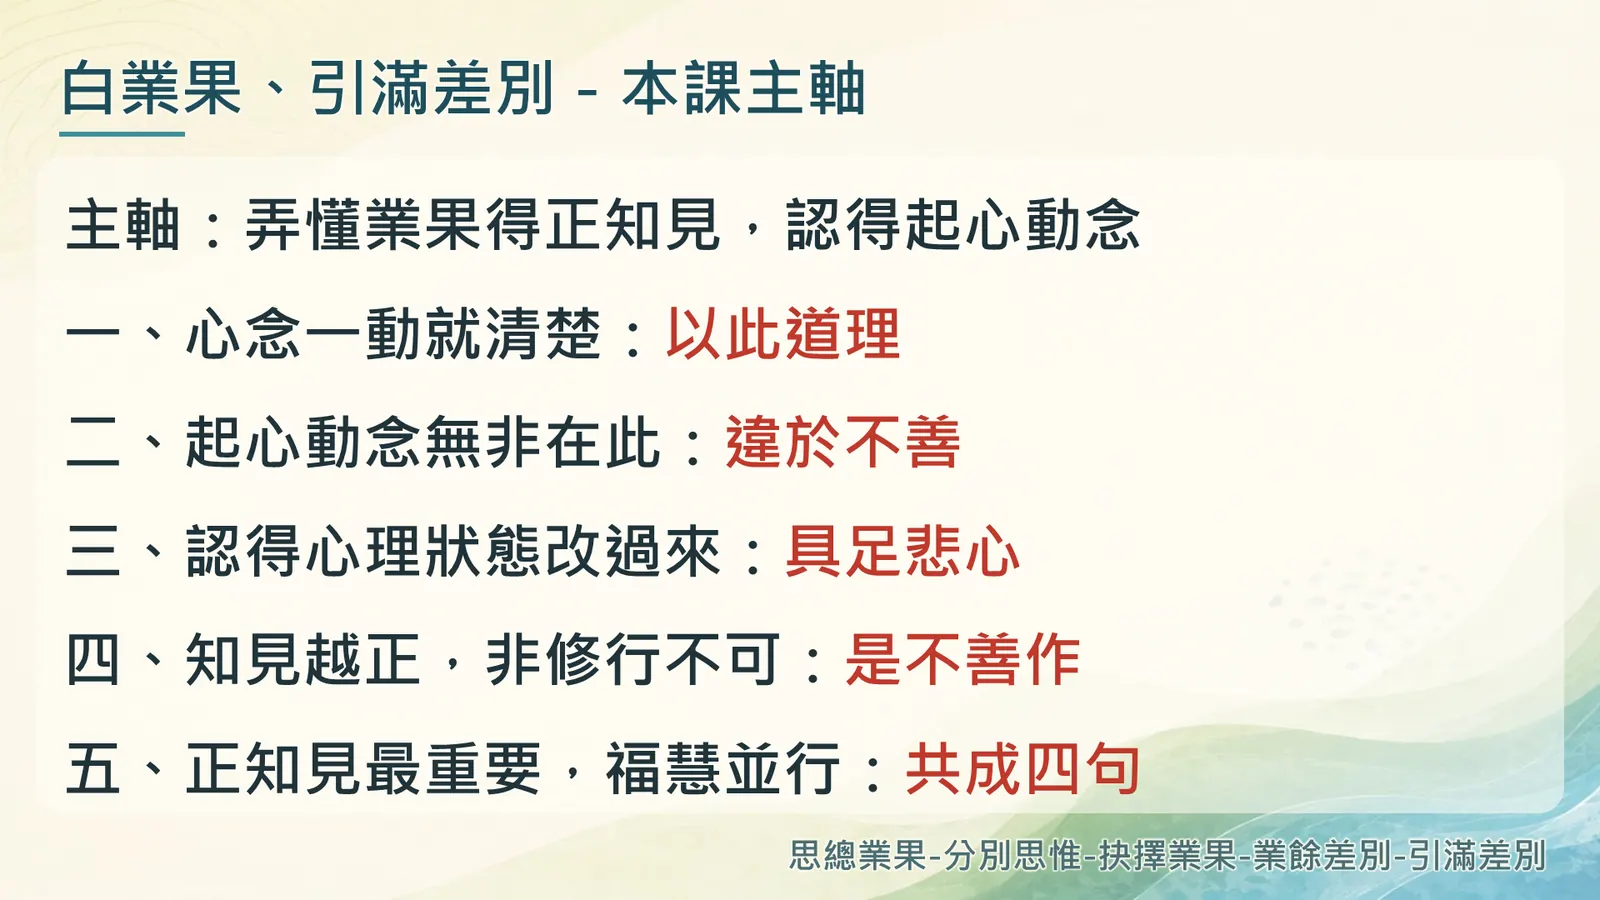 白業果、引滿差別 - 本課主軸
主軸：弄懂業果得正知見，認得起心動念
一、心念一動就清楚：以此道理
二、起心動念無非在此：違於不善
三、認得心理狀態改過來：具足悲心
四、知見越正，非修行不可：是不善作
五、正知見最重要，福慧並行：共成四句
思總業果-分別思惟-抉擇業果-業餘差別-引滿差別